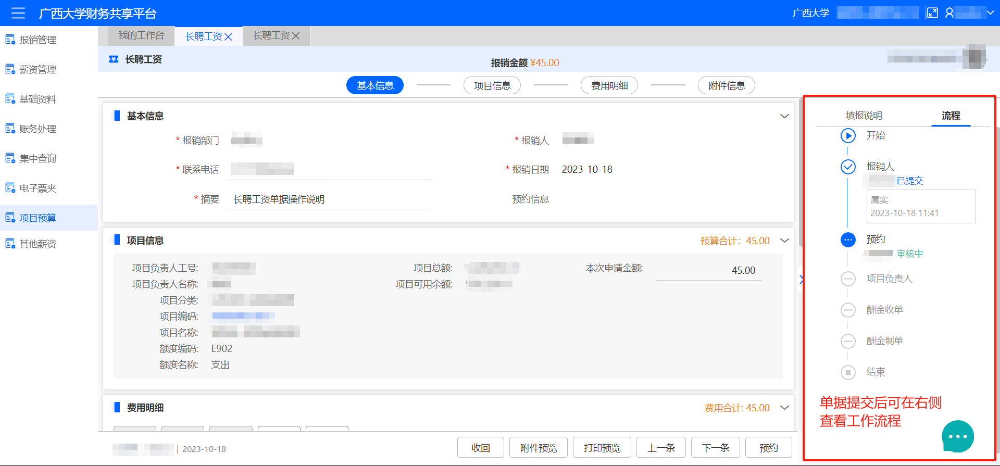 广西大学财务共享平台
广西大学
报销管理
薪资管理
基础资料
账务处理
集中查询
电子票夹
项目预算
其他薪资
我的工作台
长聘工资
长聘工资
长聘工资
报销金额 ¥45.00
基本信息
项目信息
费用明细
附件信息
基本信息
* 报销部门
* 报销人
* 联系电话
* 报销日期 2023-10-18
* 摘要 长聘工资单据操作说明
预约信息
项目信息
预算合计: 45.00
项目负责人工号:
项目总额:
本次申请金额: 45.00
项目负责人名称:
项目可用余额:
项目分类:
项目编码:
项目名称:
额度编码: E902
额度名称: 支出
费用明细
费用合计: 45.00
| 2023-10-18
收回
附件预览
打印预览
上一条
下一条
预约
填报说明
流程
开始
报销人
已提交
属实
2023-10-18 11:41
预约
审核中
项目负责人
酬金收单
酬金制单
结束
单据提交后可在右侧
查看工作流程